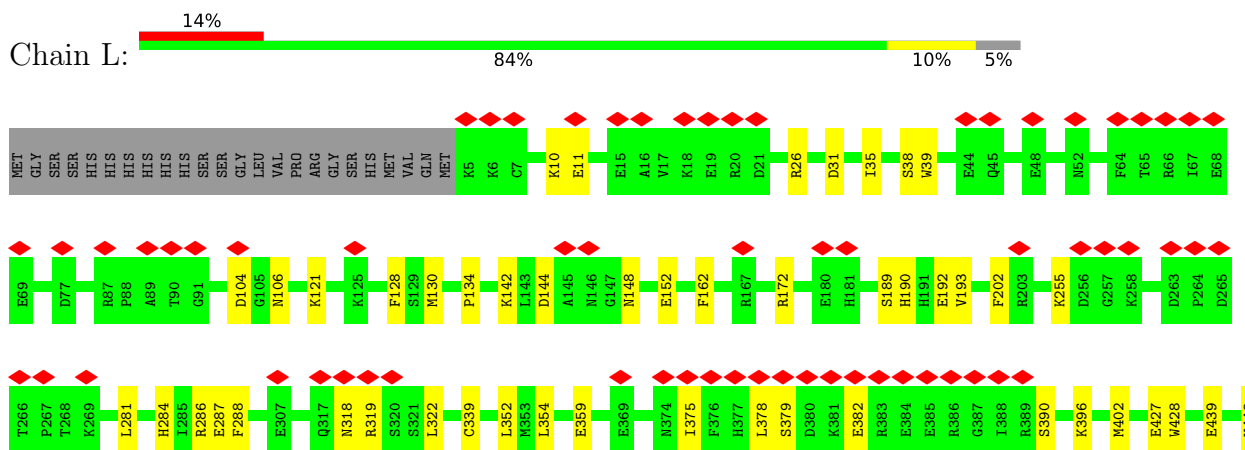 14%
Chain L:
84% 10% 5%
MET GLY SER SER HIS HIS HIS HIS HIS HIS HIS HIS SER SER GLY LEU VAL PRO ARG GLY SER HIS MET VAL GLN MET K5 K6 C7 K10 E11 E15 A16 V17 K18 E19 R20 D21 R26 D31 I35 S38 W39 E44 Q45 E48 N52 F64 T65 R66 I67 E68
E69 D77 R87 P88 A89 T90 G91 D104 G105 N106 K121 K125 F128 S129 M130 P134 K142 L143 D144 A145 N146 G147 N148 E152 F162 R167 R172 E180 H181 S189 H190 H191 E192 V193 F202 R203 K255 D256 G257 K258 D263 P264 D265
T266 P267 T268 K269 L281 H284 I285 R286 E287 F288 E307 Q317 N318 R319 S320 S321 L322 C339 L352 M353 L354 E359 E369 N374 I375 F376 H377 L378 S379 D380 K381 E382 R383 E384 E385 R386 G387 I388 R389 S390 K396 M402 E427 W428 E439